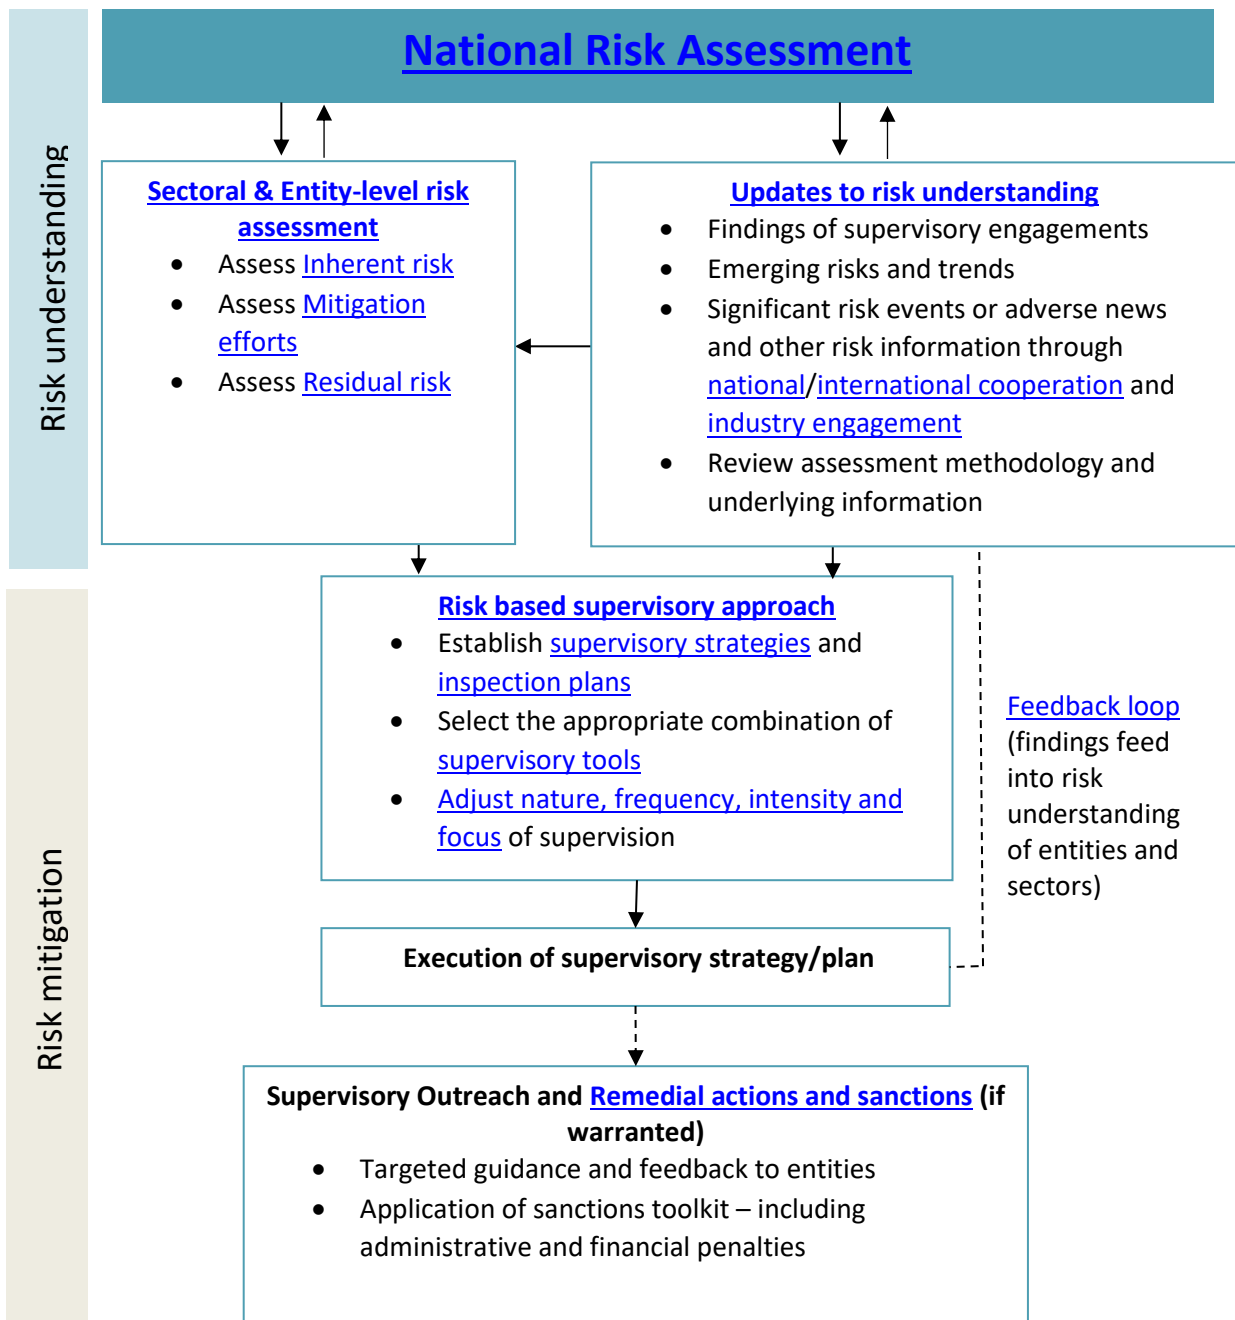 National Risk Assessment
Risk understanding
Sectoral & Entity-level risk
assessment
• Assess Inherent risk
• Assess Mitigation
efforts
• Assess Residual risk
Updates to risk understanding
• Findings of supervisory engagements
• Emerging risks and trends
• Significant risk events or adverse news
and other risk information through
national/international cooperation and
industry engagement
• Review assessment methodology and
underlying information
Risk mitigation
Risk based supervisory approach
• Establish supervisory strategies and
inspection plans
• Select the appropriate combination of
supervisory tools
• Adjust nature, frequency, intensity and
focus of supervision
Feedback loop
(findings feed
into risk
understanding
of entities and
sectors)
Execution of supervisory strategy/plan
Supervisory Outreach and Remedial actions and sanctions (if
warranted)
• Targeted guidance and feedback to entities
• Application of sanctions toolkit – including
administrative and financial penalties